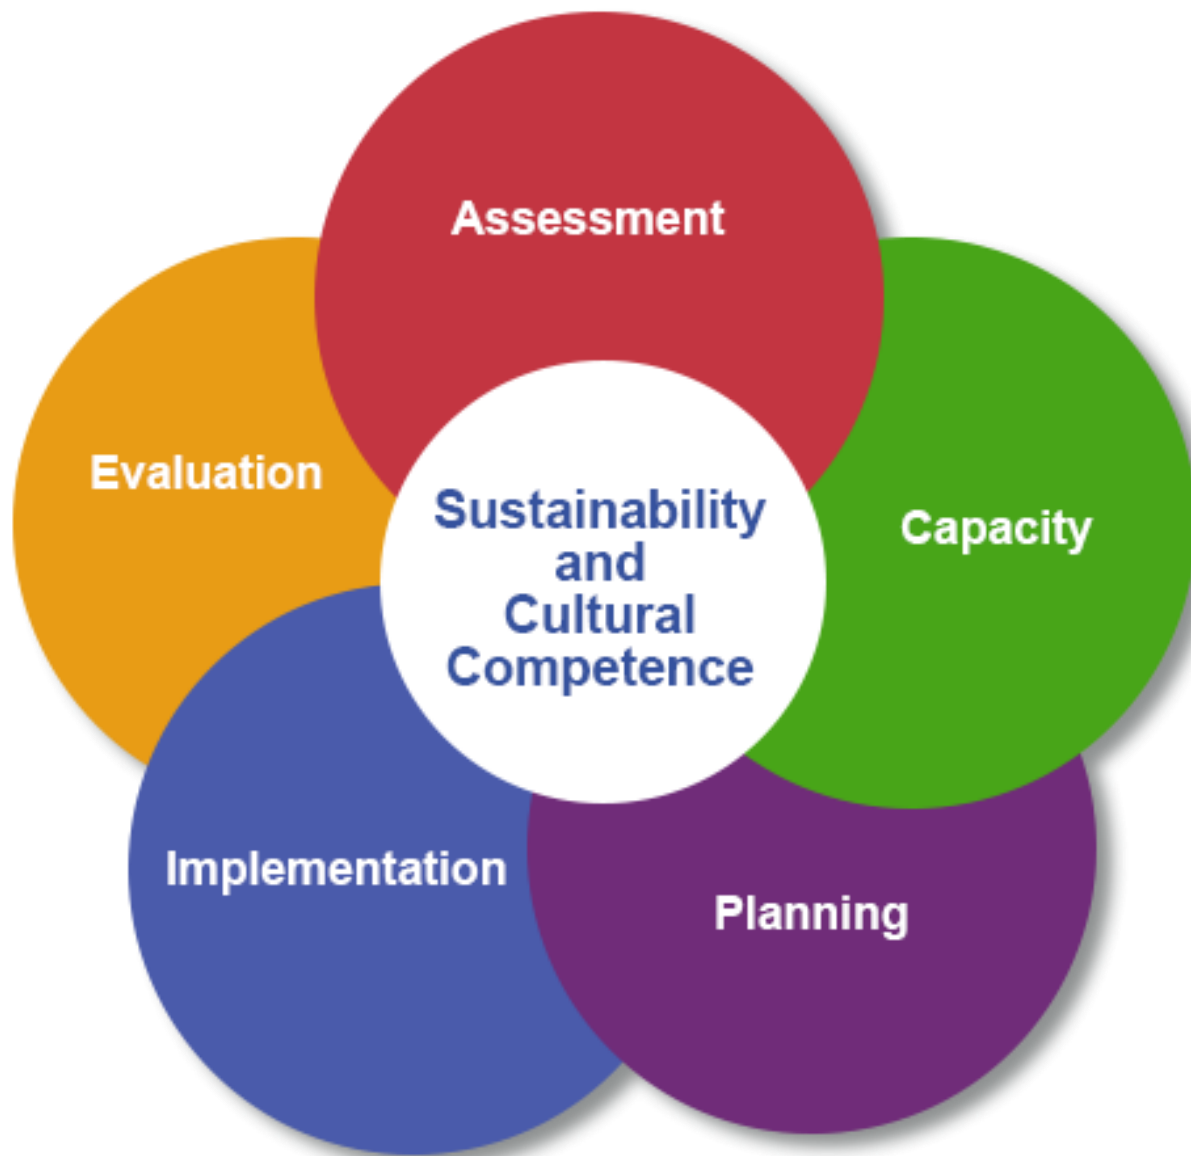 Assessment
Evaluation
Sustainability
and
Cultural
Competence
Capacity
Implementation
Planning